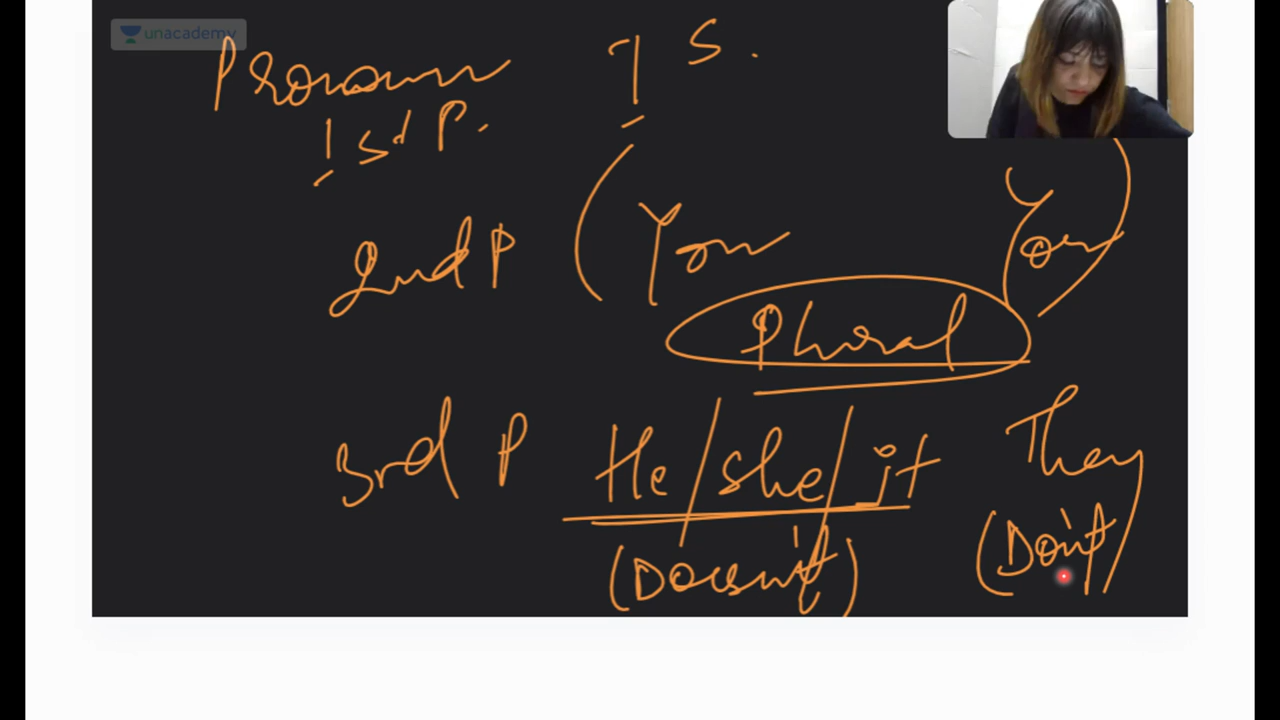 unacademy
Pronoun S.
1st P. I
2nd P (You You)
Plural
3rd P He/she/it They
(Doesn't) (Don't)